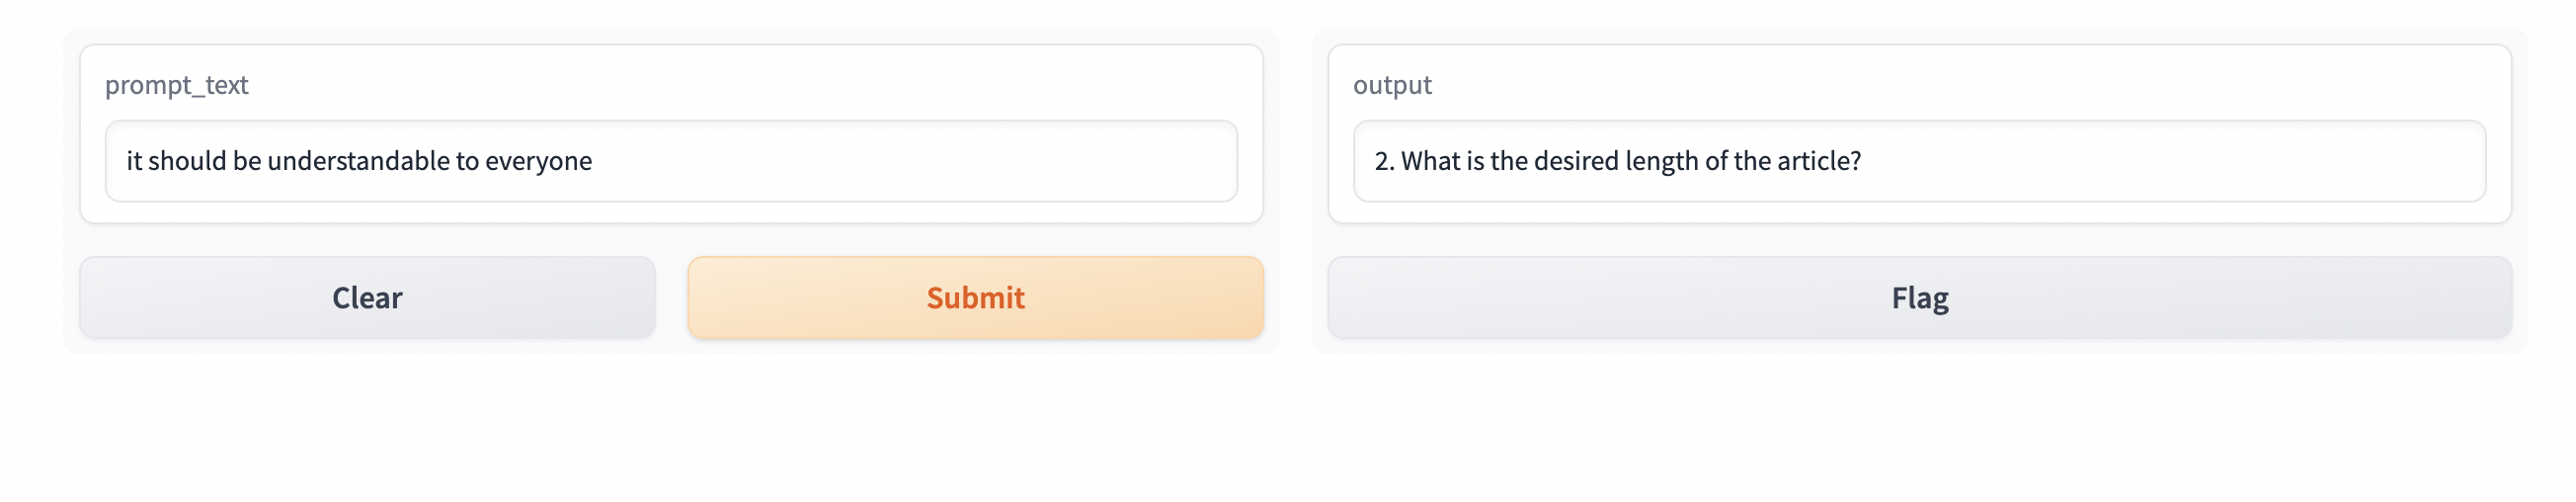 prompt_text
it should be understandable to everyone
Clear
Submit
output
2. What is the desired length of the article?
Flag